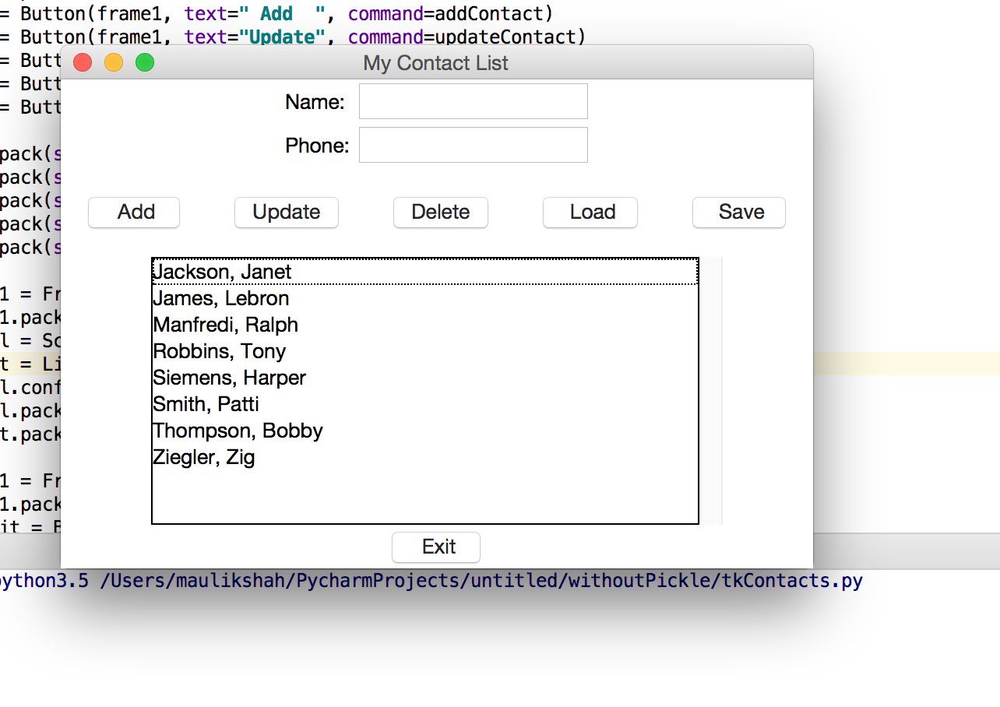 = Button(frame1, text=" Add  ", command=addContact)
= Button(frame1, text="Update", command=updateContact)
= Butt
= Butt
= Butt
pack(s
pack(s
pack(s
pack(s
pack(s
1 = Fr
1.pack
l = Sc
t = Li
l.conf
l.pack
t.pack
1 = Fr
1.pack
it = B
My Contact List
Name:
Phone:
Add Update Delete Load Save
Jackson, Janet
James, Lebron
Manfredi, Ralph
Robbins, Tony
Siemens, Harper
Smith, Patti
Thompson, Bobby
Ziegler, Zig
Exit
python3.5 /Users/maulikshah/PycharmProjects/untitled/withoutPickle/tkContacts.py